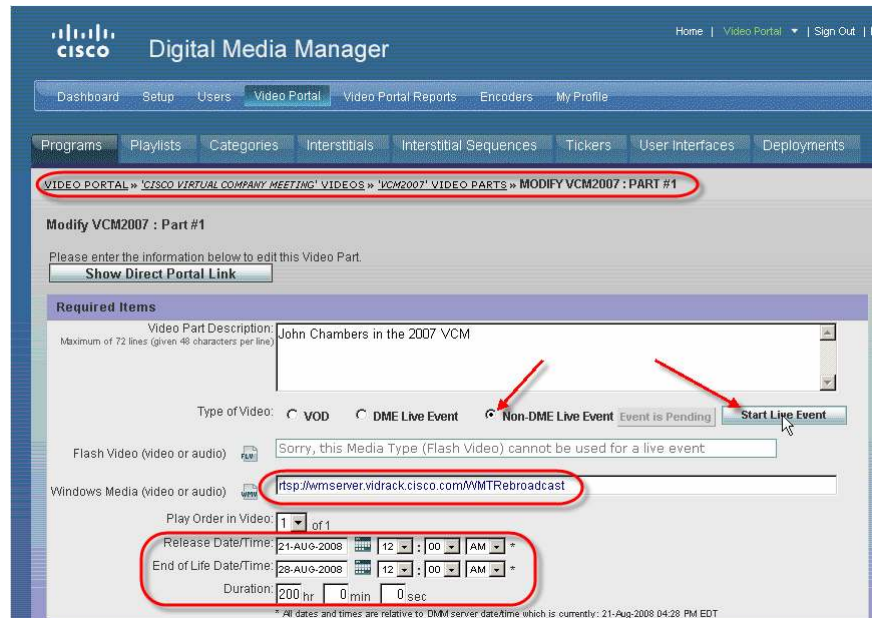 Home | Video Portal | Sign Out |
CISCO
Digital Media Manager
Dashboard Setup Users Video Portal Video Portal Reports Encoders My Profile
Programs Playlists Categories Interstitials Interstitial Sequences Tickers User Interfaces Deployments
VIDEO PORTAL» 'CISCO VIRTUAL COMPANY MEETING' VIDEOS » 'VCM2007' VIDEO PARTS » MODIFY VCM2007 : PART #1
Modify VCM2007 : Part #1
Please enter the information below to edit this Video Part.
Show Direct Portal Link
Required Items
Video Part Description:
Maximum of 72 lines (given 48 characters per line)
John Chambers in the 2007 VCM
Type of Video: VOD DME Live Event Non-DME Live Event Event is Pending Start Live Event
Flash Video (video or audio) FLV Sorry, this Media Type (Flash Video) cannot be used for a live event
Windows Media (video or audio) WMV rtsp://wmserver.vidrack.cisco.com/WMTRebroadcast
Play Order in Video: 1 of 1
Release Date/Time: 21-AUG-2008 12 : 00 AM *
End of Life Date/Time: 28-AUG-2008 12 : 00 AM *
Duration: 200 hr 0 min 0 sec
* All dates and times are relative to DMM server date/time which is currently: 21-Aug-2008 04:28 PM EDT